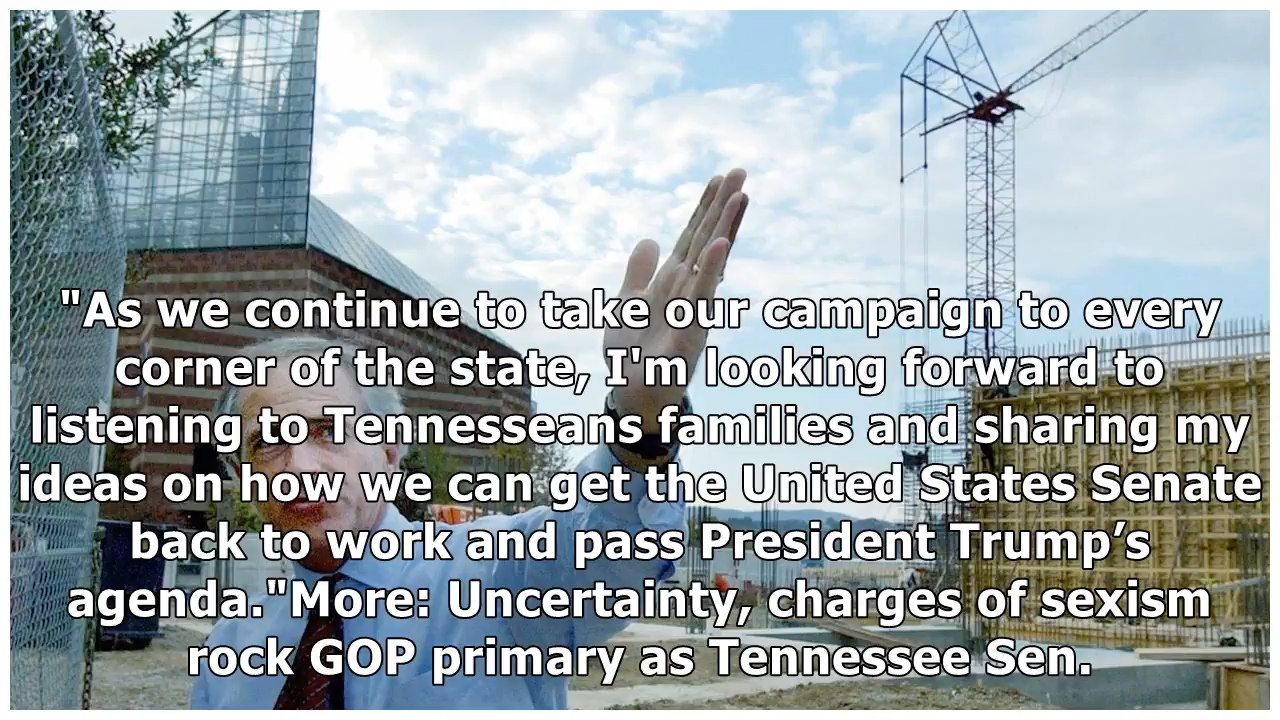 "As we continue to take our campaign to every
corner of the state, I'm looking forward to
listening to Tennesseans families and sharing my
ideas on how we can get the United States Senate
back to work and pass President Trump’s
agenda."More: Uncertainty, charges of sexism
rock GOP primary as Tennessee Sen.